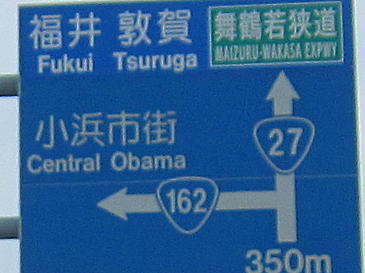 福井 敦賀
Fukui Tsuruga
舞鶴若狭道
MAIZURU-WAKASA EXPWY
小浜市街
Central Obama
27
162
350m